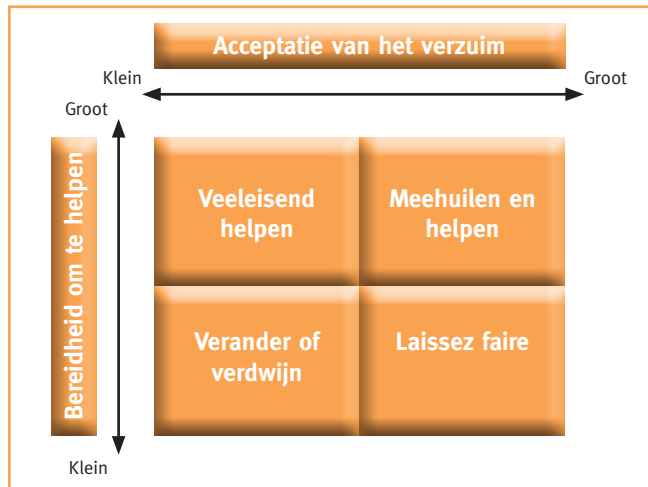 Acceptatie van het verzuim
Klein
Groot
Groot
Bereidheid om te helpen
Veeleisend
helpen
Meehuilen en
helpen
Verander of
verdwijn
Laissez faire
Klein